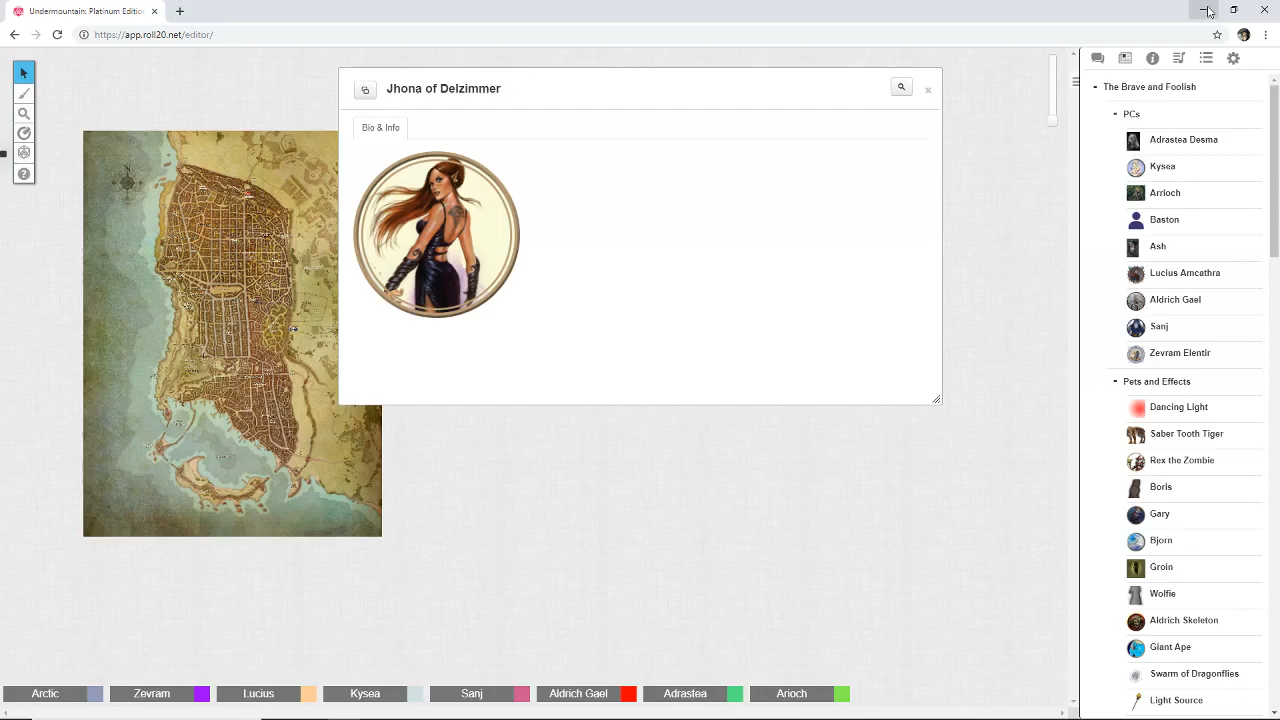 Undermountain: Platinum Edition
https://app.roll20.net/editor/
Jhona of Delzimmer
Bio & Info
N
The Brave and Foolish
PCs
Adrastea Desma
Kysea
Arrioch
Baston
Ash
Lucius Amcathra
Aldrich Gael
Sanj
Zevram Elentir
Pets and Effects
Dancing Light
Saber Tooth Tiger
Rex the Zombie
Boris
Gary
Bjorn
Groin
Wolfie
Aldrich Skeleton
Giant Ape
Swarm of Dragonflies
Light Source
Arctic
Zevram
Lucius
Kysea
Sanj
Aldrich Gael
Adrastea
Arioch